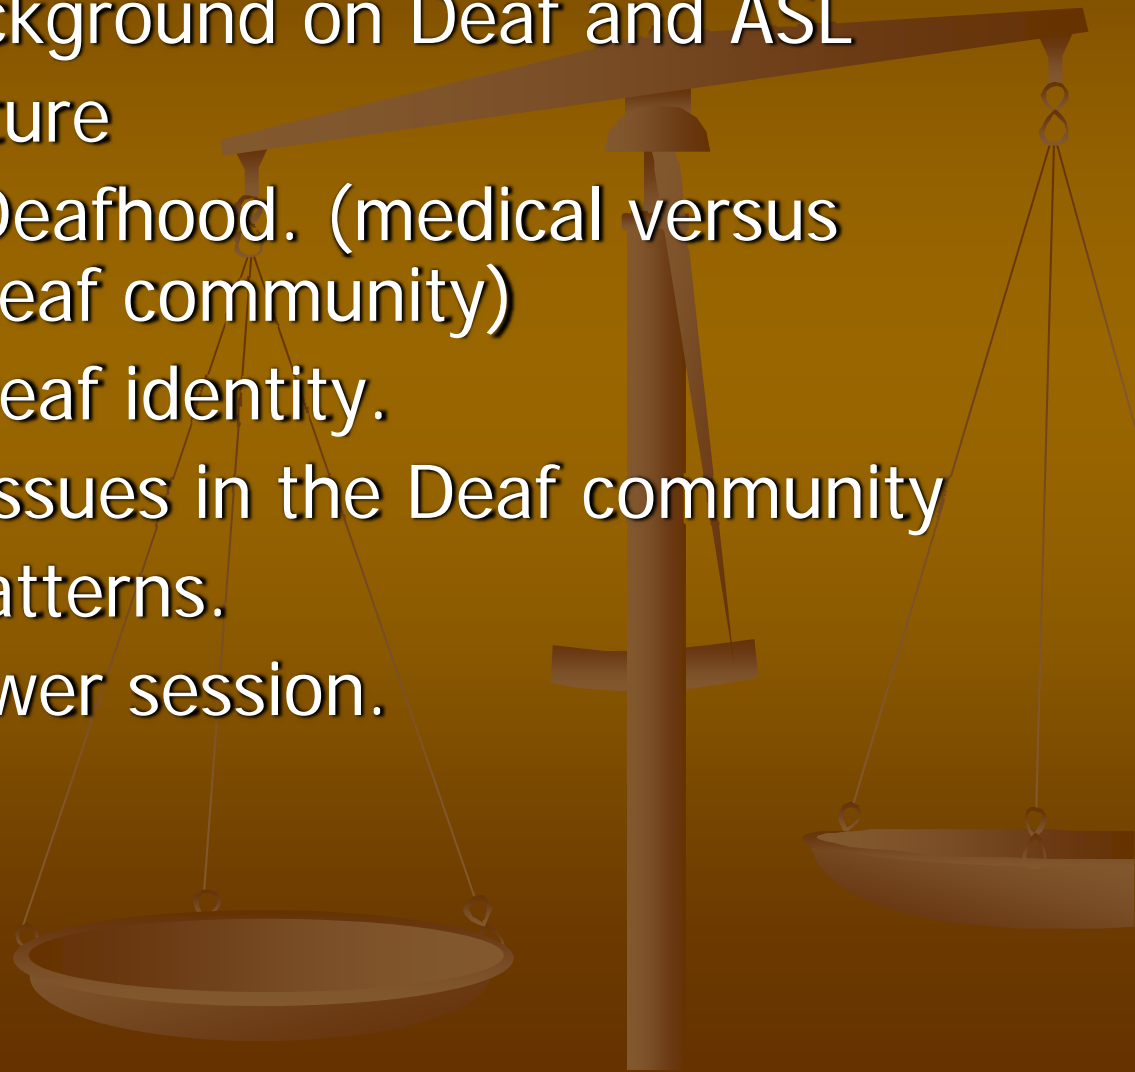 ckground on Deaf and ASL
ture
Deafhood. (medical versus
eaf community)
eaf identity.
ssues in the Deaf community
atterns.
wer session.